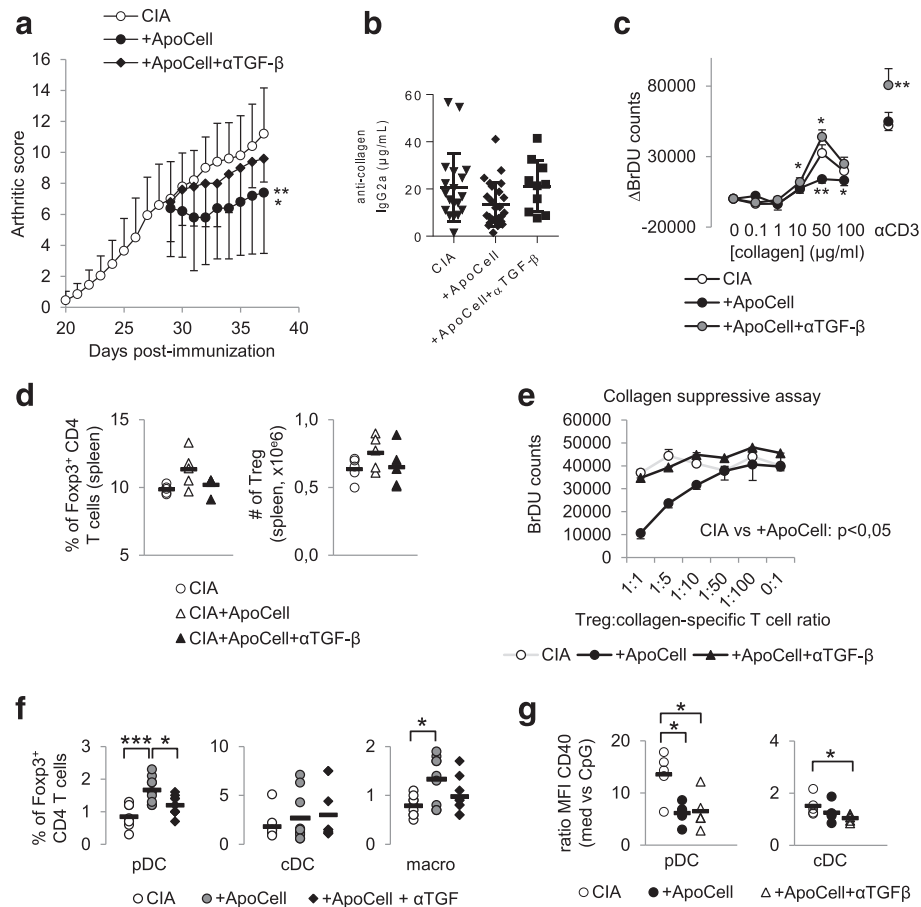 a
CIA
+ApoCell
+ApoCell+αTGF-β
Arthritic score
16
14
12
10
8
6
4
2
0
**
*
20 25 30 35 40
Days post-immunization
b
anti-collagen
IgG2a (µg/mL)
60
40
20
0
CIA
+ApoCell
+ApoCell+αTGF-β
c
ΔBrDU counts
80000
30000
-20000
**
*
*
**
*
0 0.1 1 10 50 100 αCD3
[collagen] (µg/ml)
CIA
+ApoCell
+ApoCell+αTGF-β
d
% of Foxp3+ CD4
T cells (spleen)
15
10
5
# of Treg
(spleen, x10e6)
1,0
0,5
0,0
CIA
CIA+ApoCell
CIA+ApoCell+αTGF-β
e
Collagen suppressive assay
BrDU counts
50000
40000
30000
20000
10000
0
CIA vs +ApoCell: p<0,05
1:1 1:5 1:10 1:50 1:100 0:1
Treg:collagen-specific T cell ratio
CIA +ApoCell +ApoCell+αTGF-β
f
% of Foxp3+
CD4 T cells
3
2
1
0
*** *
pDC
10
5
0
cDC
2
1
0
*
macro
CIA +ApoCell +ApoCell + αTGF
g
ratio MFI CD40
(med vs CpG)
20
10
0
*
*
pDC
4
2
0
*
cDC
CIA +ApoCell +ApoCell+αTGFβ